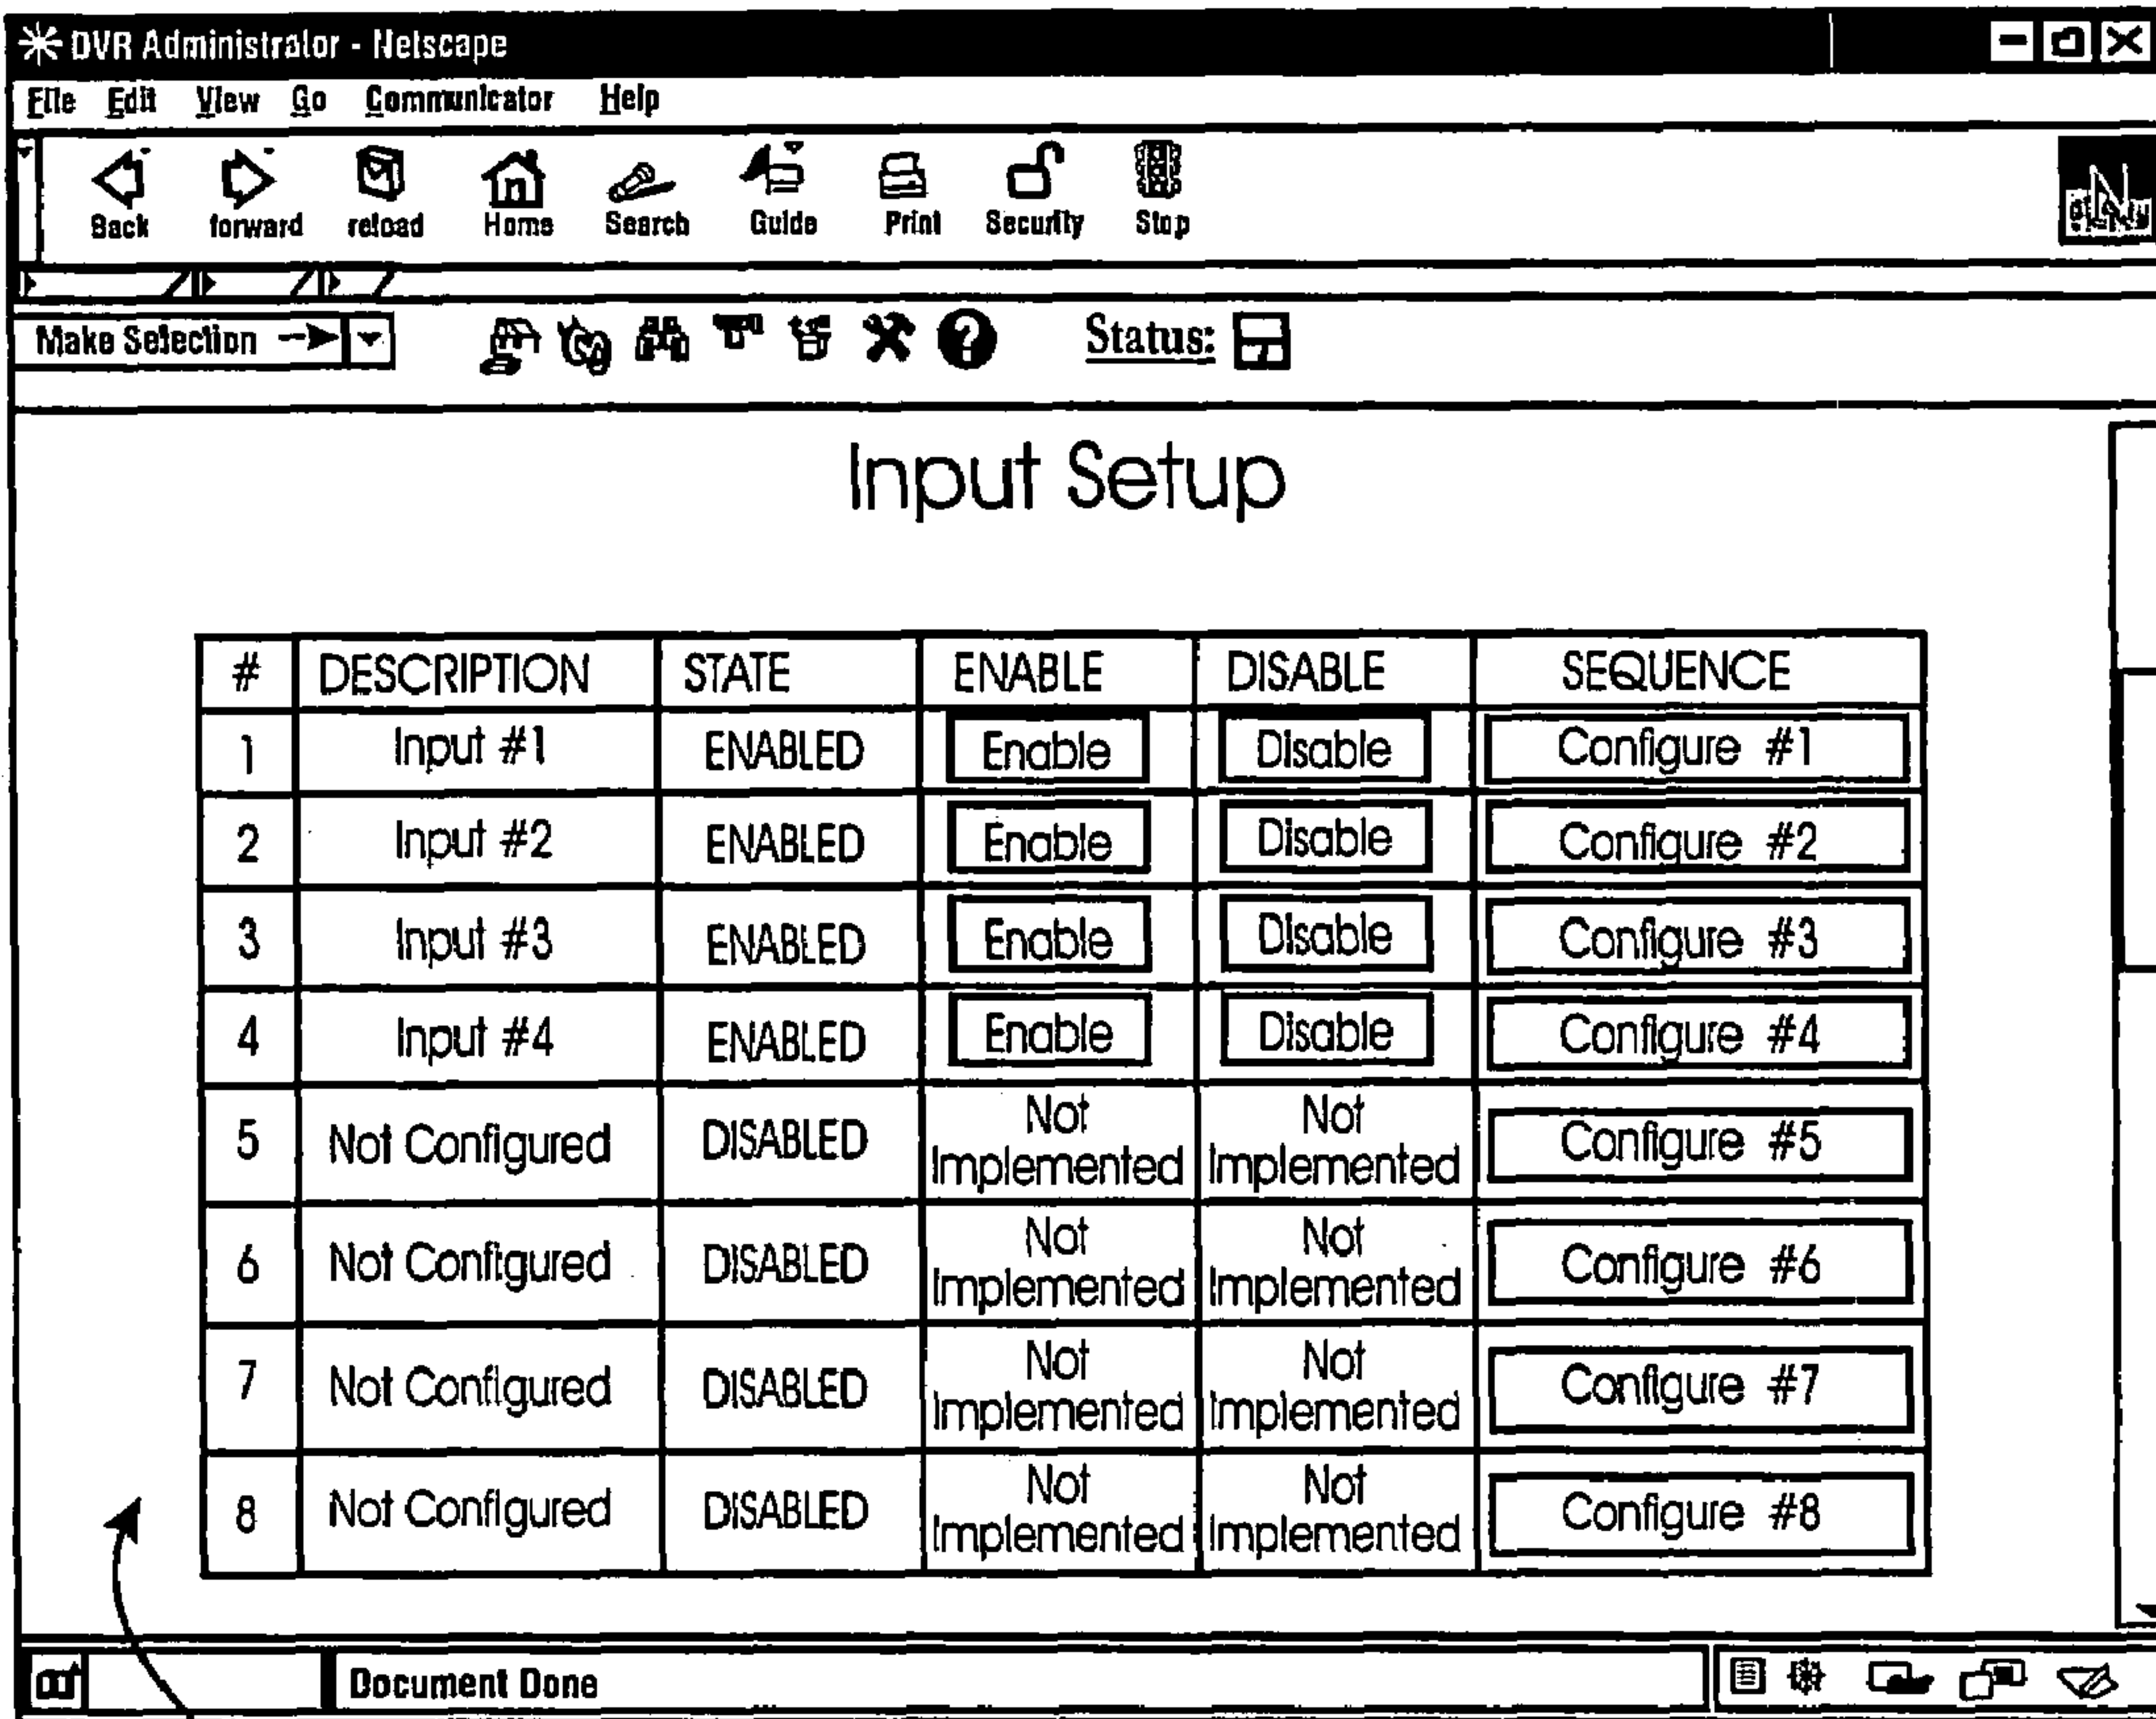 DVR Administrator - Netscape
File Edit View Go Communicator Help
Back forward reload Home Search Guide Print Security Stop
N
Make Selection Status:
Input Setup
# DESCRIPTION STATE ENABLE DISABLE SEQUENCE
1 Input #1 ENABLED Enable Disable Configure #1
2 Input #2 ENABLED Enable Disable Configure #2
3 Input #3 ENABLED Enable Disable Configure #3
4 Input #4 ENABLED Enable Disable Configure #4
5 Not Configured DISABLED Not Implemented Not Implemented Configure #5
6 Not Configured DISABLED Not Implemented Not Implemented Configure #6
7 Not Configured DISABLED Not Implemented Not Implemented Configure #7
8 Not Configured DISABLED Not Implemented Not Implemented Configure #8
Document Done